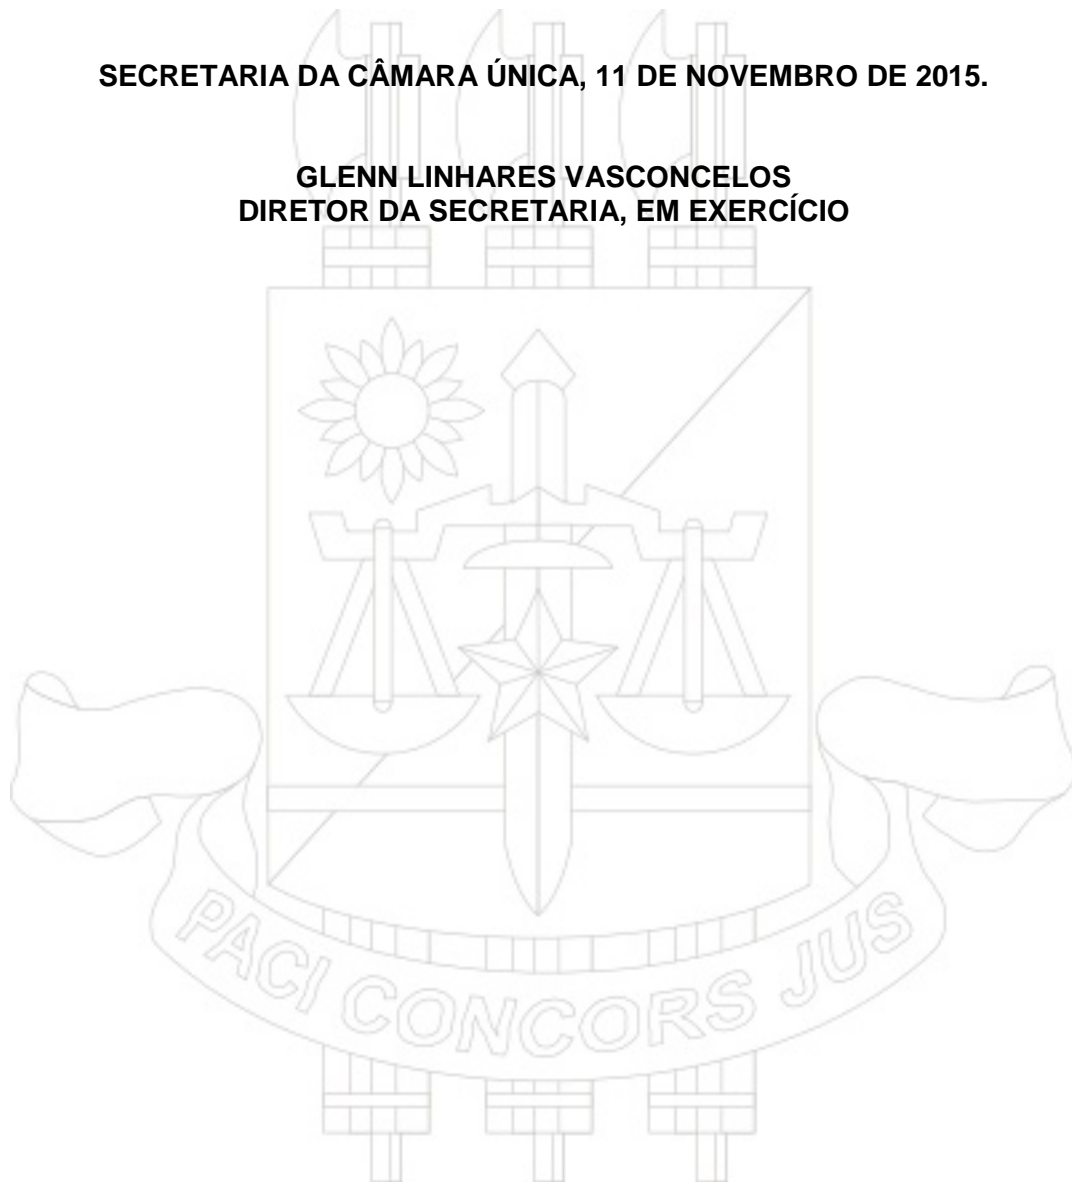 SECRETARIA DA CÂMARA ÚNICA, 11 DE NOVEMBRO DE 2015.
GLENN LINHARES VASCONCELOS
DIRETOR DA SECRETARIA, EM EXERCÍCIO
PACI CONCORS JUS